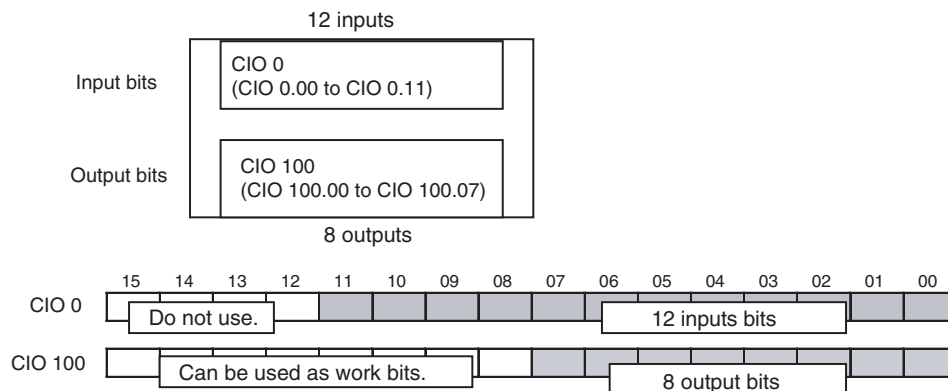 12 inputs
Input bits
CIO 0
(CIO 0.00 to CIO 0.11)
Output bits
CIO 100
(CIO 100.00 to CIO 100.07)
8 outputs
15 14 13 12 11 10 09 08 07 06 05 04 03 02 01 00
CIO 0
Do not use.
12 inputs bits
CIO 100
Can be used as work bits.
8 output bits